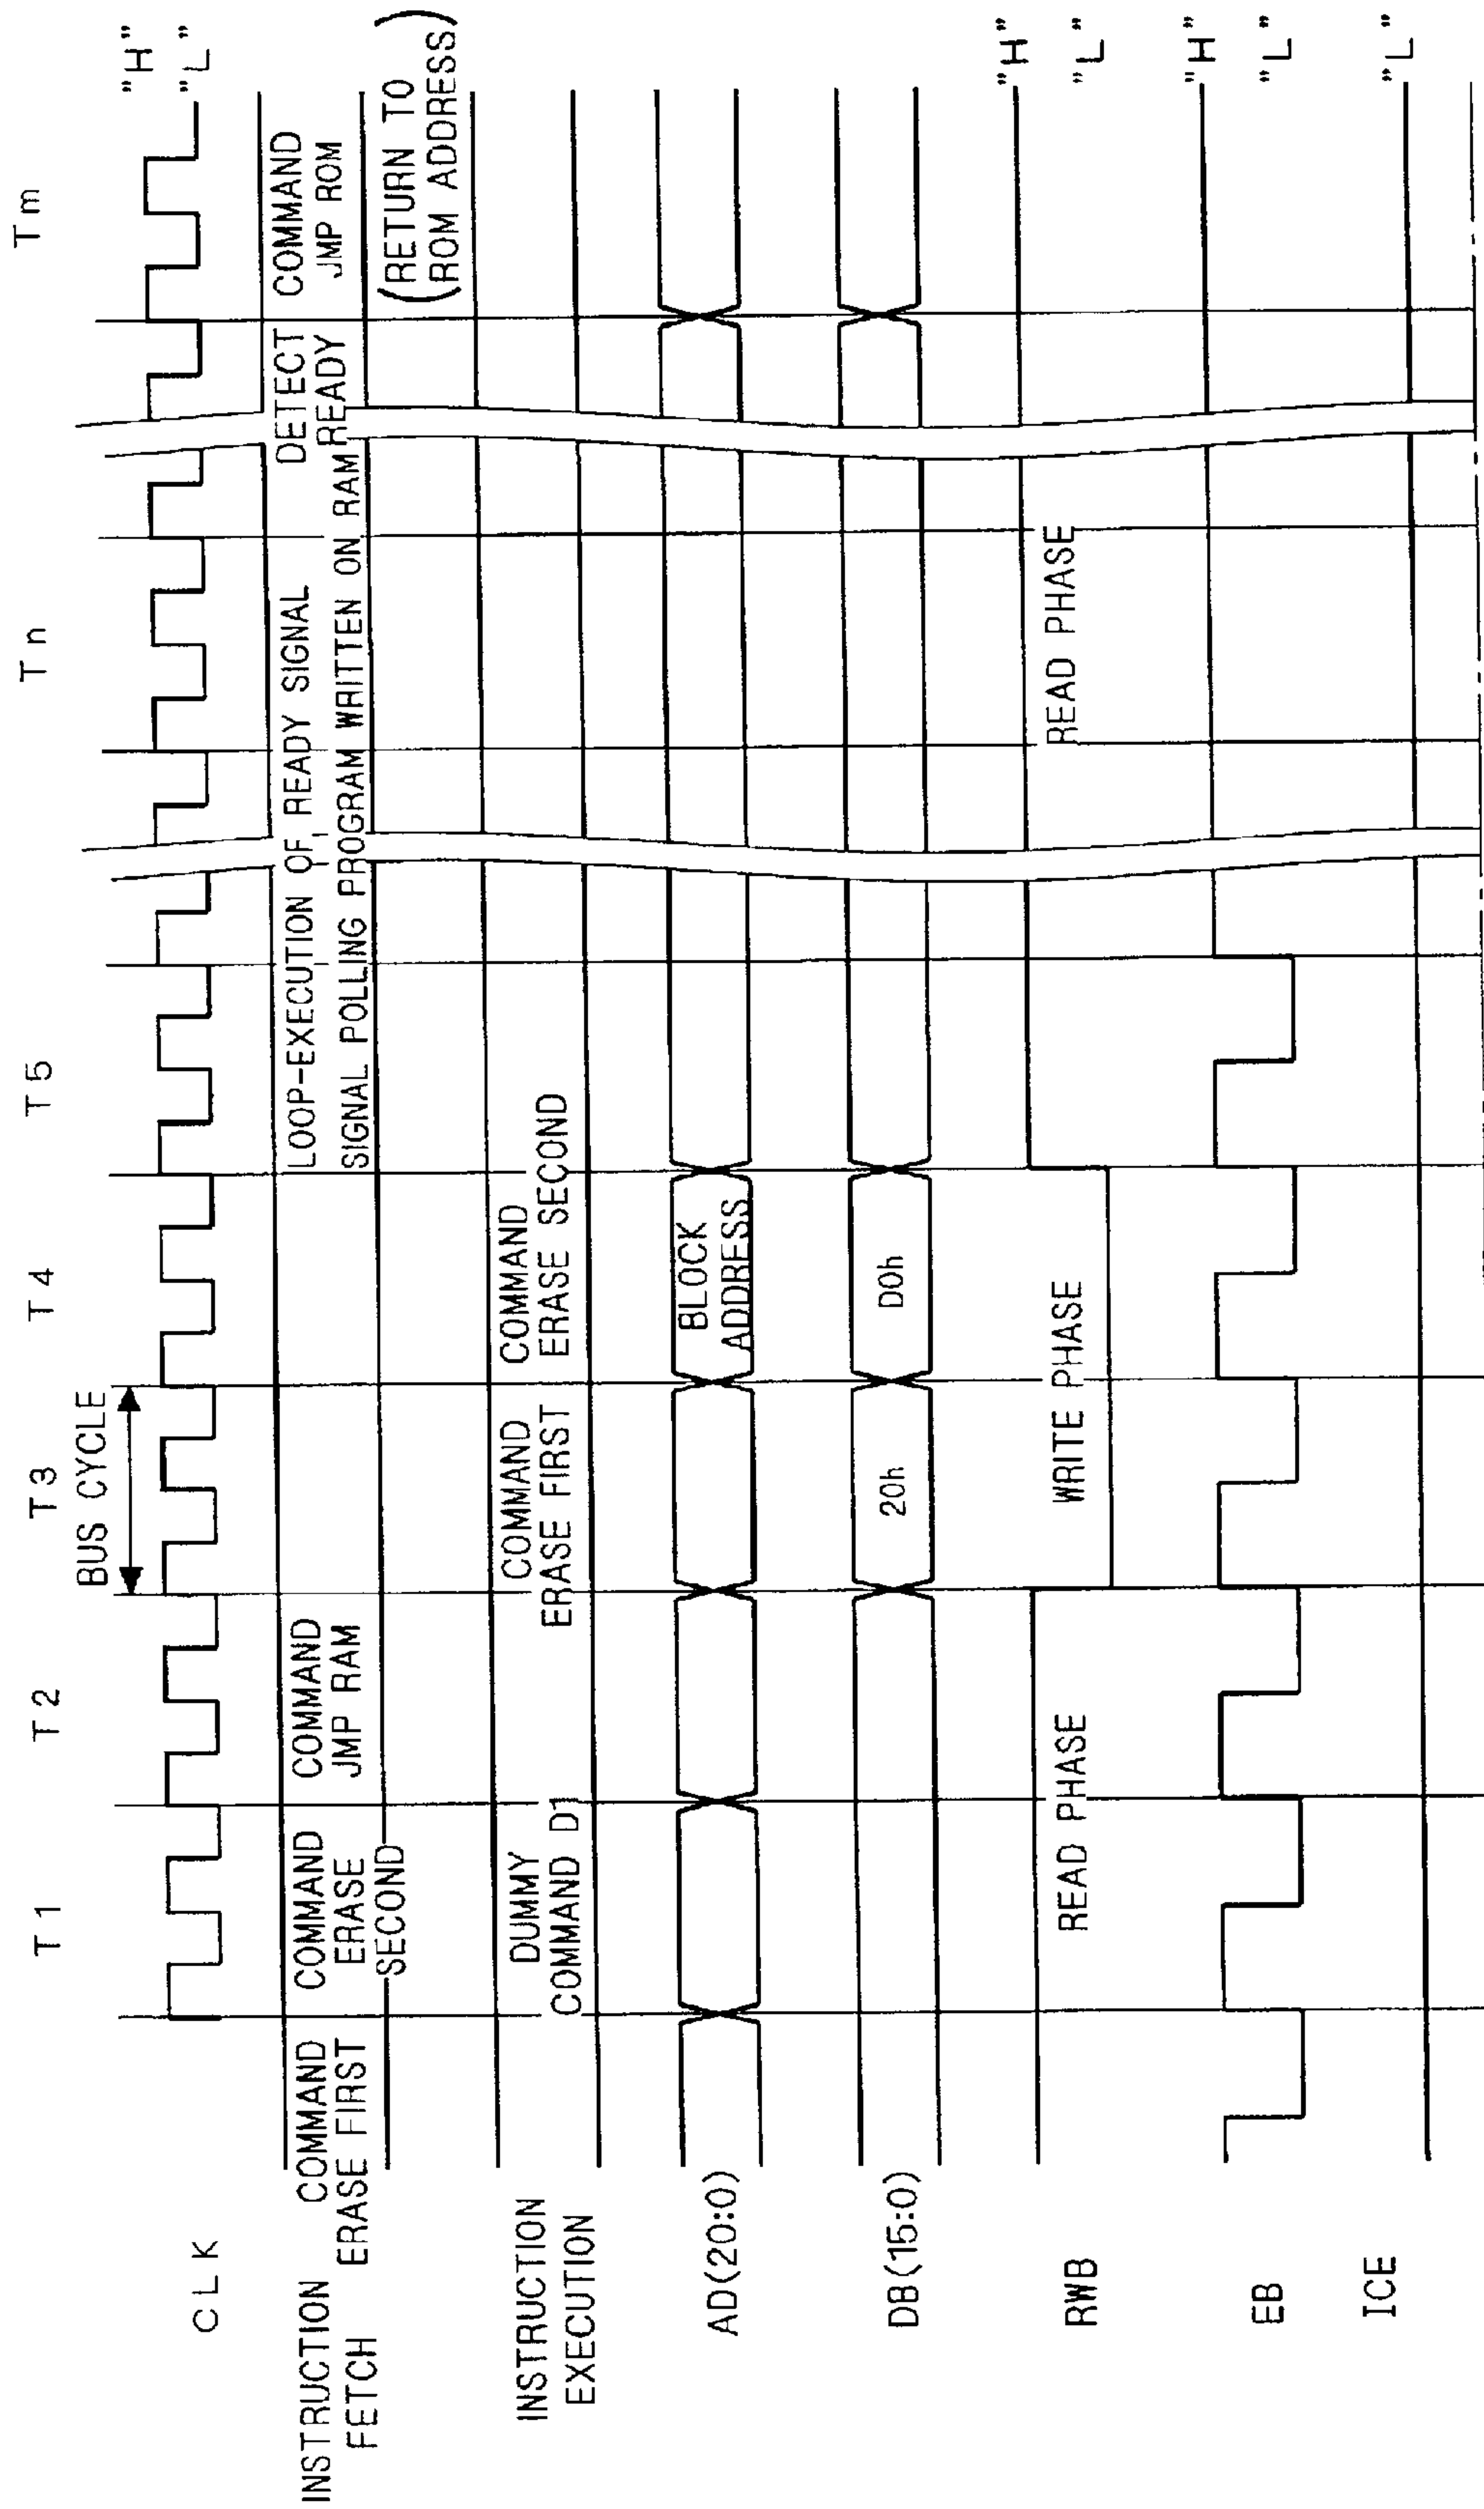 T1
T2
T3
T4
T5
Tn
Tm
BUS CYCLE
CLK
"H"
"L"
INSTRUCTION
FETCH
COMMAND
ERASE FIRST
COMMAND
ERASE
SECOND
COMMAND
JMP RAM
LOOP-EXECUTION OF READY SIGNAL
SIGNAL POLLING PROGRAM WRITTEN ON RAM
DETECT
READY
COMMAND
JMP ROM
(RETURN TO
ROM ADDRESS)
INSTRUCTION
EXECUTION
DUMMY
COMMAND D1
COMMAND
ERASE FIRST
COMMAND
ERASE SECOND
AD(20:0)
BLOCK
ADDRESS
DB(15:0)
20h
D0h
RWB
READ PHASE
WRITE PHASE
READ PHASE
"H"
"L"
EB
"H"
"L"
ICE
"L"